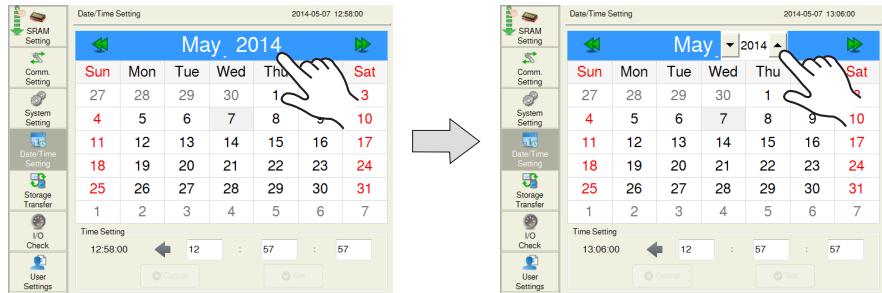 Date/Time Setting 2014-05-07 12:58:00
SRAM
Setting
Comm.
Setting
System
Setting
Date/Time
Setting
Storage
Transfer
I/O
Check
User
Settings
May 2014
Sun Mon Tue Wed Thu Sat
27 28 29 30 1 3
4 5 6 7 8 9 10
11 12 13 14 15 16 17
18 19 20 21 22 23 24
25 26 27 28 29 30 31
1 2 3 4 5 6 7
Time Setting
12:58:00 12 : 57 : 57
Cancel Set
Date/Time Setting 2014-05-07 13:06:00
SRAM
Setting
Comm.
Setting
System
Setting
Date/Time
Setting
Storage
Transfer
I/O
Check
User
Settings
May 2014
Sun Mon Tue Wed Thu Sat
27 28 29 30 1
4 5 6 7 8 9 10
11 12 13 14 15 16 17
18 19 20 21 22 23 24
25 26 27 28 29 30 31
1 2 3 4 5 6 7
Time Setting
13:06:00 12 : 57 : 57
Cancel Set